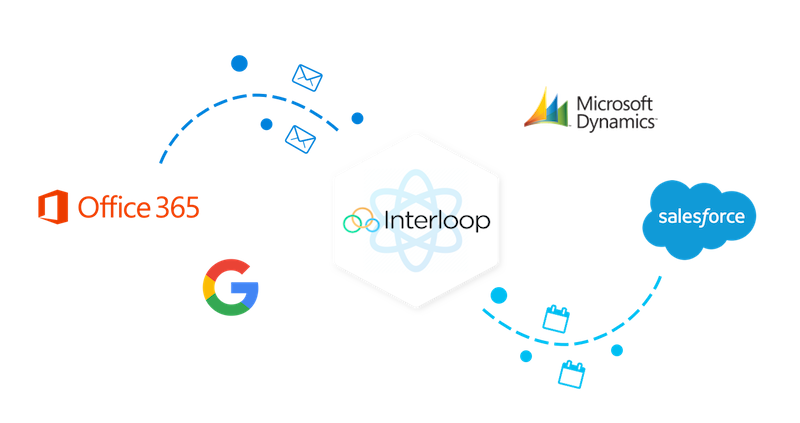 Microsoft
Dynamics
Office 365
Interloop
salesforce